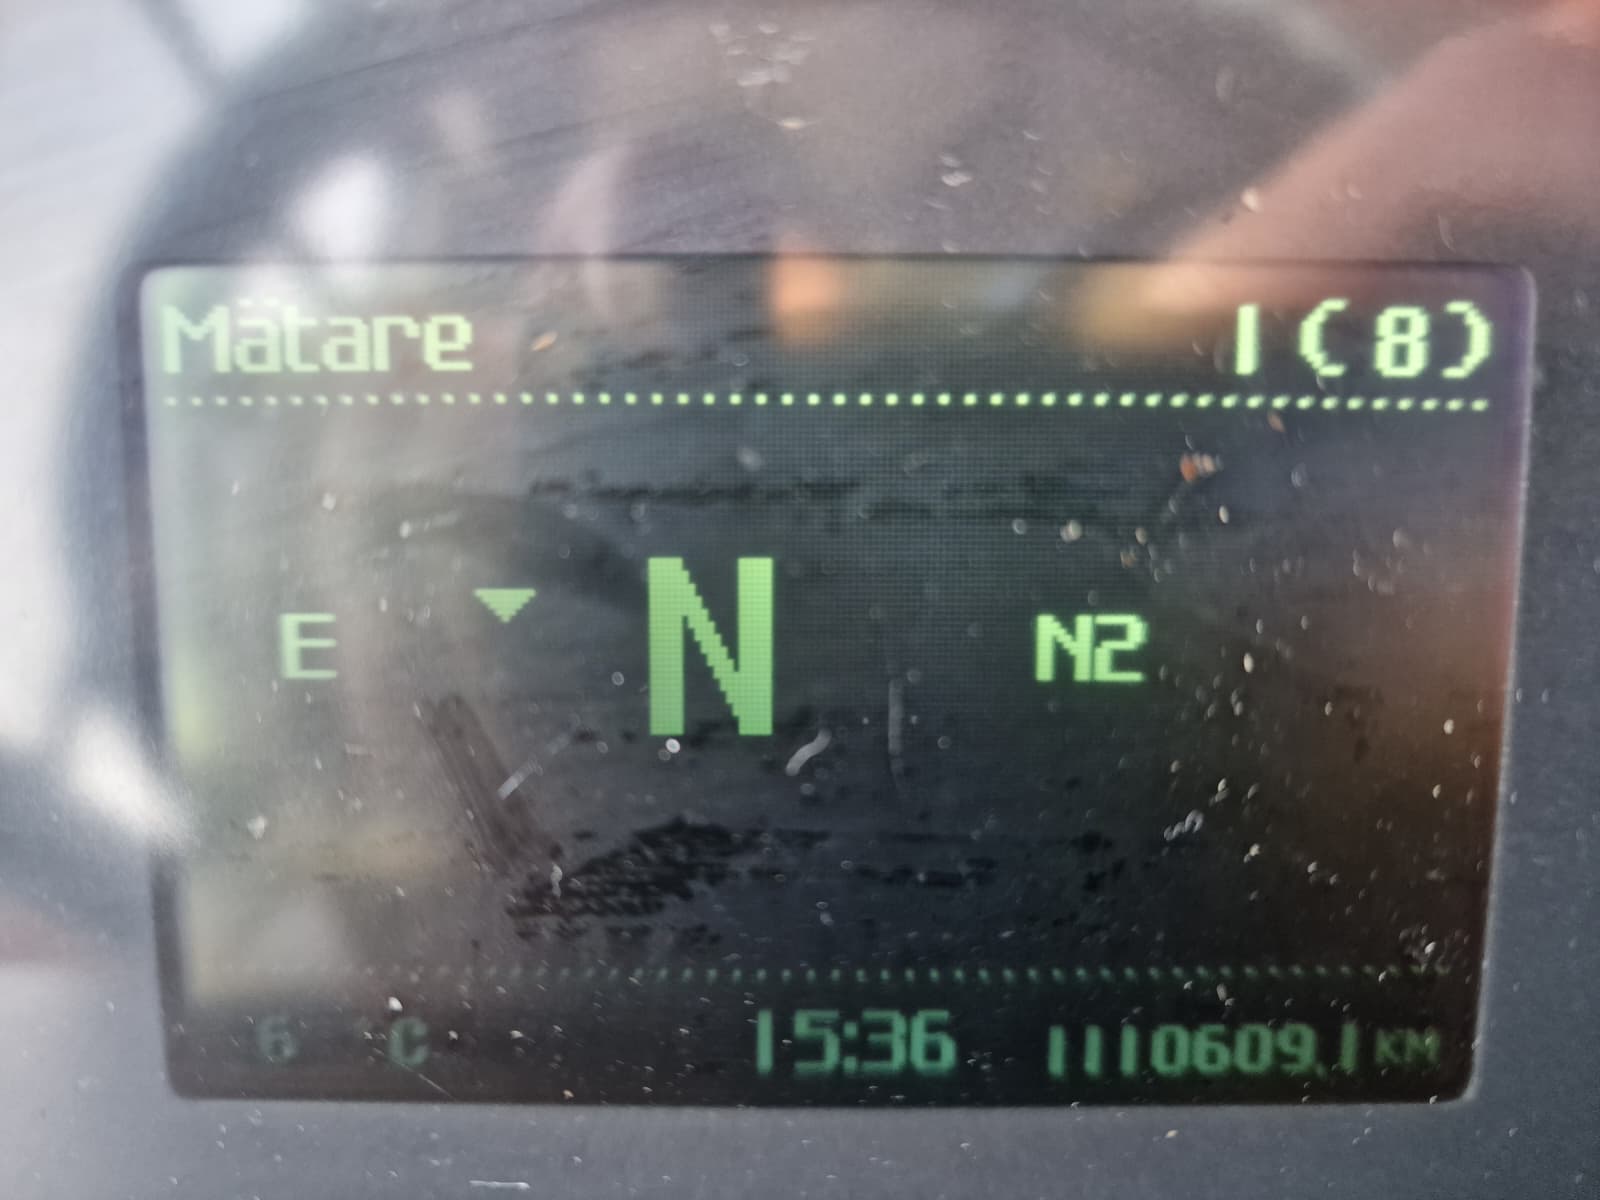 Mätare 1(8)
E N N2
6 °C 15:36 1110609.1 KM